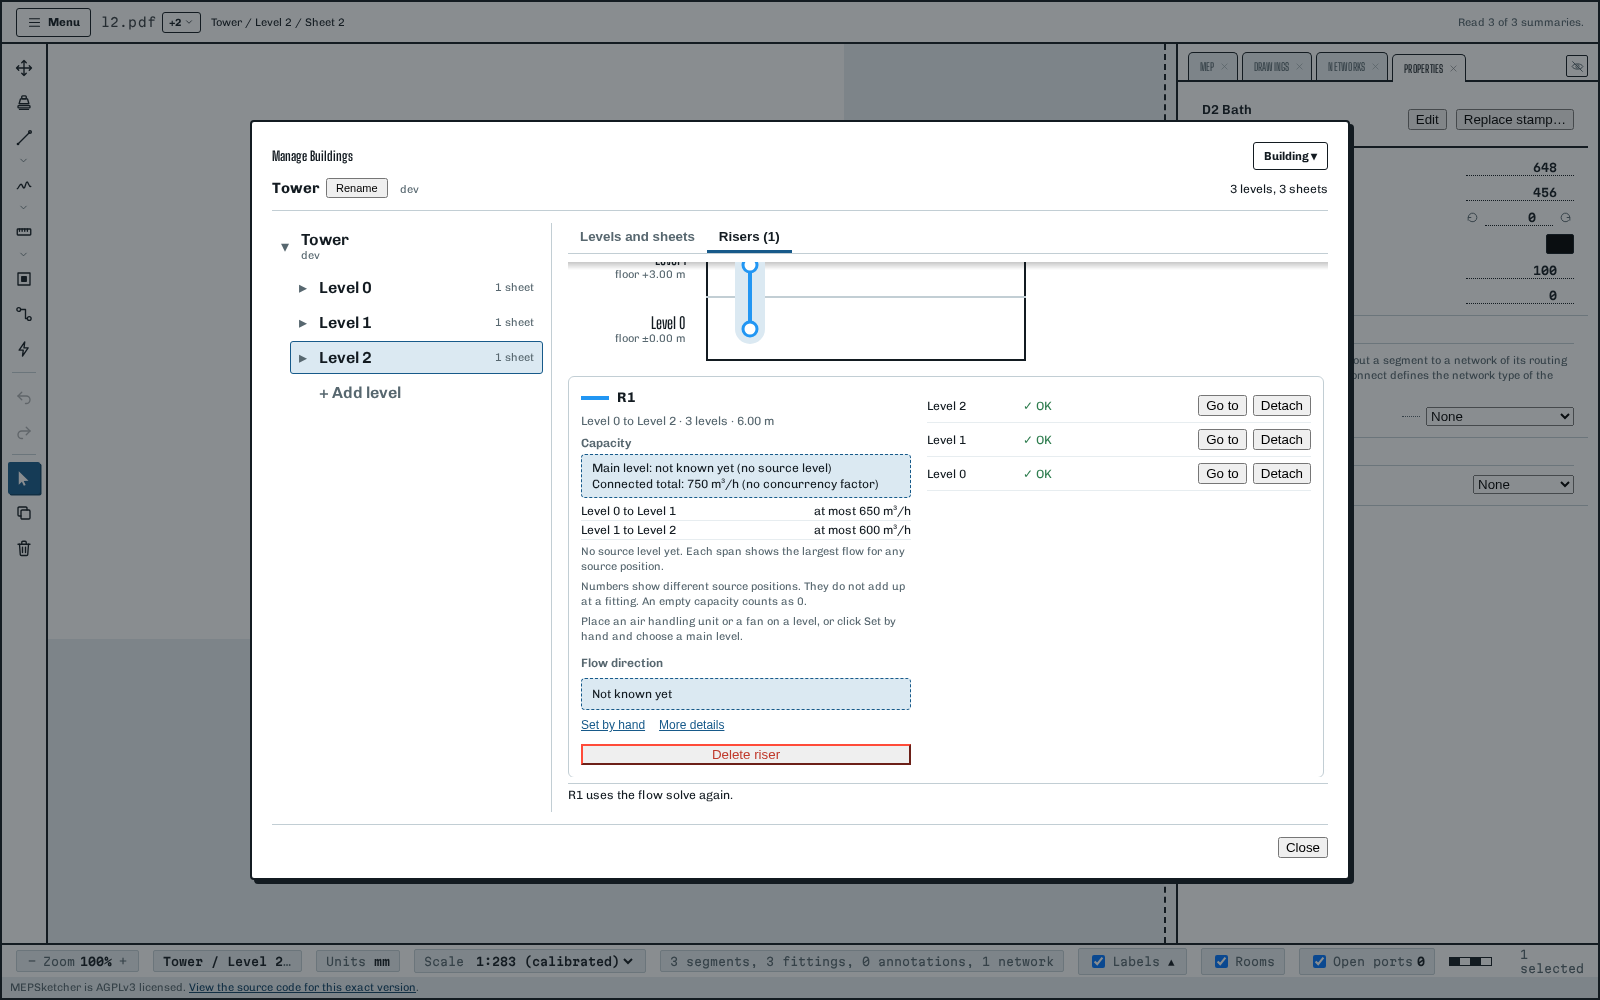 Menu
l2.pdf
+2
Tower / Level 2 / Sheet 2
Read 3 of 3 summaries.
MEP
DRAWINGS
NETWORKS
PROPERTIES
D2 Bath
Edit
Replace stamp…
648
456
0
100
0
out a segment to a network of its routing
onnect defines the network type of the
None
None
Manage Buildings
Building ▾
Tower
Rename
dev
3 levels, 3 sheets
Tower
dev
Level 0
1 sheet
Level 1
1 sheet
Level 2
1 sheet
+ Add level
Levels and sheets
Risers (1)
floor +3.00 m
Level 0
floor ±0.00 m
R1
Level 0 to Level 2 · 3 levels · 6.00 m
Capacity
Main level: not known yet (no source level)
Connected total: 750 m³/h (no concurrency factor)
Level 0 to Level 1 at most 650 m³/h
Level 1 to Level 2 at most 600 m³/h
No source level yet. Each span shows the largest flow for any
source position.
Numbers show different source positions. They do not add up
at a fitting. An empty capacity counts as 0.
Place an air handling unit or a fan on a level, or click Set by
hand and choose a main level.
Flow direction
Not known yet
Set by hand More details
Delete riser
Level 2 ✓ OK Go to Detach
Level 1 ✓ OK Go to Detach
Level 0 ✓ OK Go to Detach
R1 uses the flow solve again.
Close
− Zoom 100% +
Tower / Level 2…
Units mm
Scale 1:283 (calibrated)
3 segments, 3 fittings, 0 annotations, 1 network
Labels ▲
Rooms
Open ports 0
1
selected
MEPSketcher is AGPLv3 licensed. View the source code for this exact version.